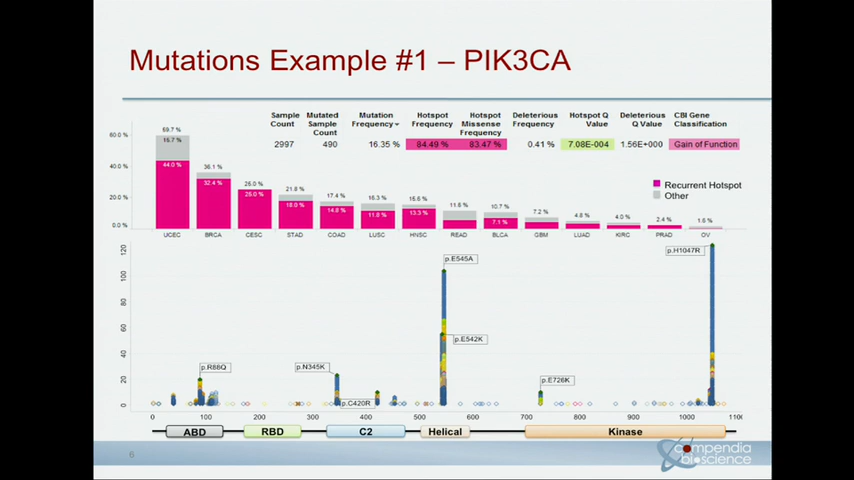 Mutations Example #1 – PIK3CA
Sample Count Mutated Sample Count Mutation Frequency Hotspot Frequency Hotspot Missense Frequency Deleterious Frequency Hotspot Q Value Deleterious Q Value CBI Gene Classification
2997 490 16.35 % 84.49 % 83.47 % 0.41 % 7.08E-004 1.56E+000 Gain of Function
60.0 %
40.0 %
20.0 %
0.0 %
59.7 % 36.1 % 26.0 % 21.8 % 17.4 % 16.3 % 15.6 % 11.6 % 10.7 % 7.2 % 4.8 % 4.0 % 2.4 % 1.6 %
15.7 %
44.0 % 32.4 % 26.0 % 18.0 % 14.8 % 11.8 % 13.3 % 7.1 %
Recurrent Hotspot
Other
UCEC BRCA CESC STAD COAD LUSC HNSC READ BLCA GBM LUAD KIRC PRAD OV
120
100
80
60
40
20
0
p.H1047R
p.E545A
p.E542K
p.R88Q
p.N345K
p.E726K
p.C420R
0 100 200 300 400 500 600 700 800 900 1000 1100
ABD RBD C2 Helical Kinase
6
compendia
bioscience